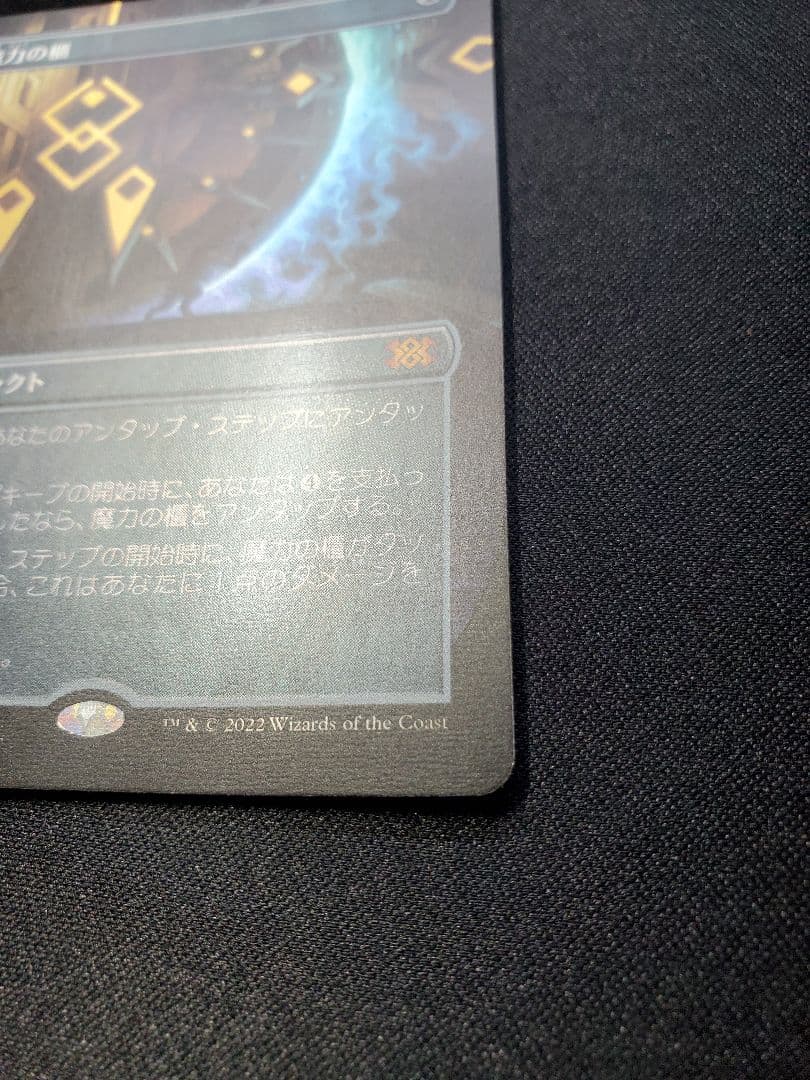 力の櫃
クト
あなたのアンタップ・ステップにアンタッ
プキープの開始時に、あなたは4を支払っ
したなら、魔力の櫃をアンタップする。
ステップの開始時に、魔力の櫃がタッ
合、これはあなたに1点のダメージを
。
™ & © 2022 Wizards of the Coast